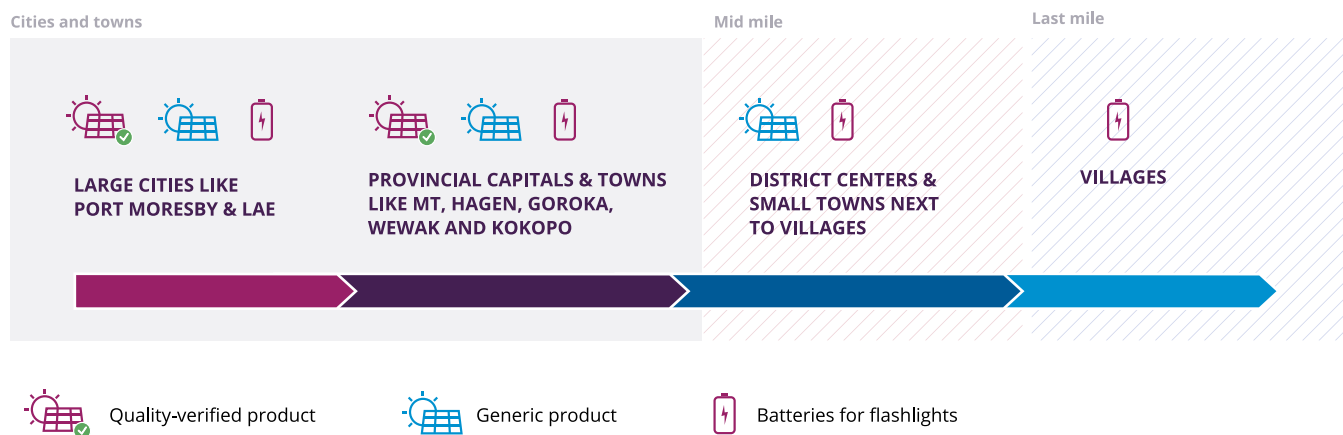 Cities and towns
Mid mile
Last mile
LARGE CITIES LIKE
PORT MORESBY & LAE
PROVINCIAL CAPITALS & TOWNS
LIKE MT, HAGEN, GOROKA,
WEWAK AND KOKOPO
DISTRICT CENTERS &
SMALL TOWNS NEXT
TO VILLAGES
VILLAGES
Quality-verified product
Generic product
Batteries for flashlights